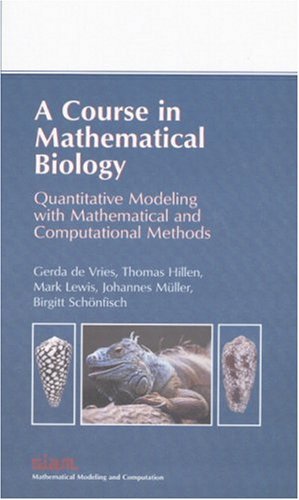 A Course in
Mathematical
Biology
Quantitative Modeling
with Mathematical and
Computational Methods
Gerda de Vries, Thomas Hillen,
Mark Lewis, Johannes Müller,
Birgitt Schönfisch
siam
Mathematical Modeling and Computation